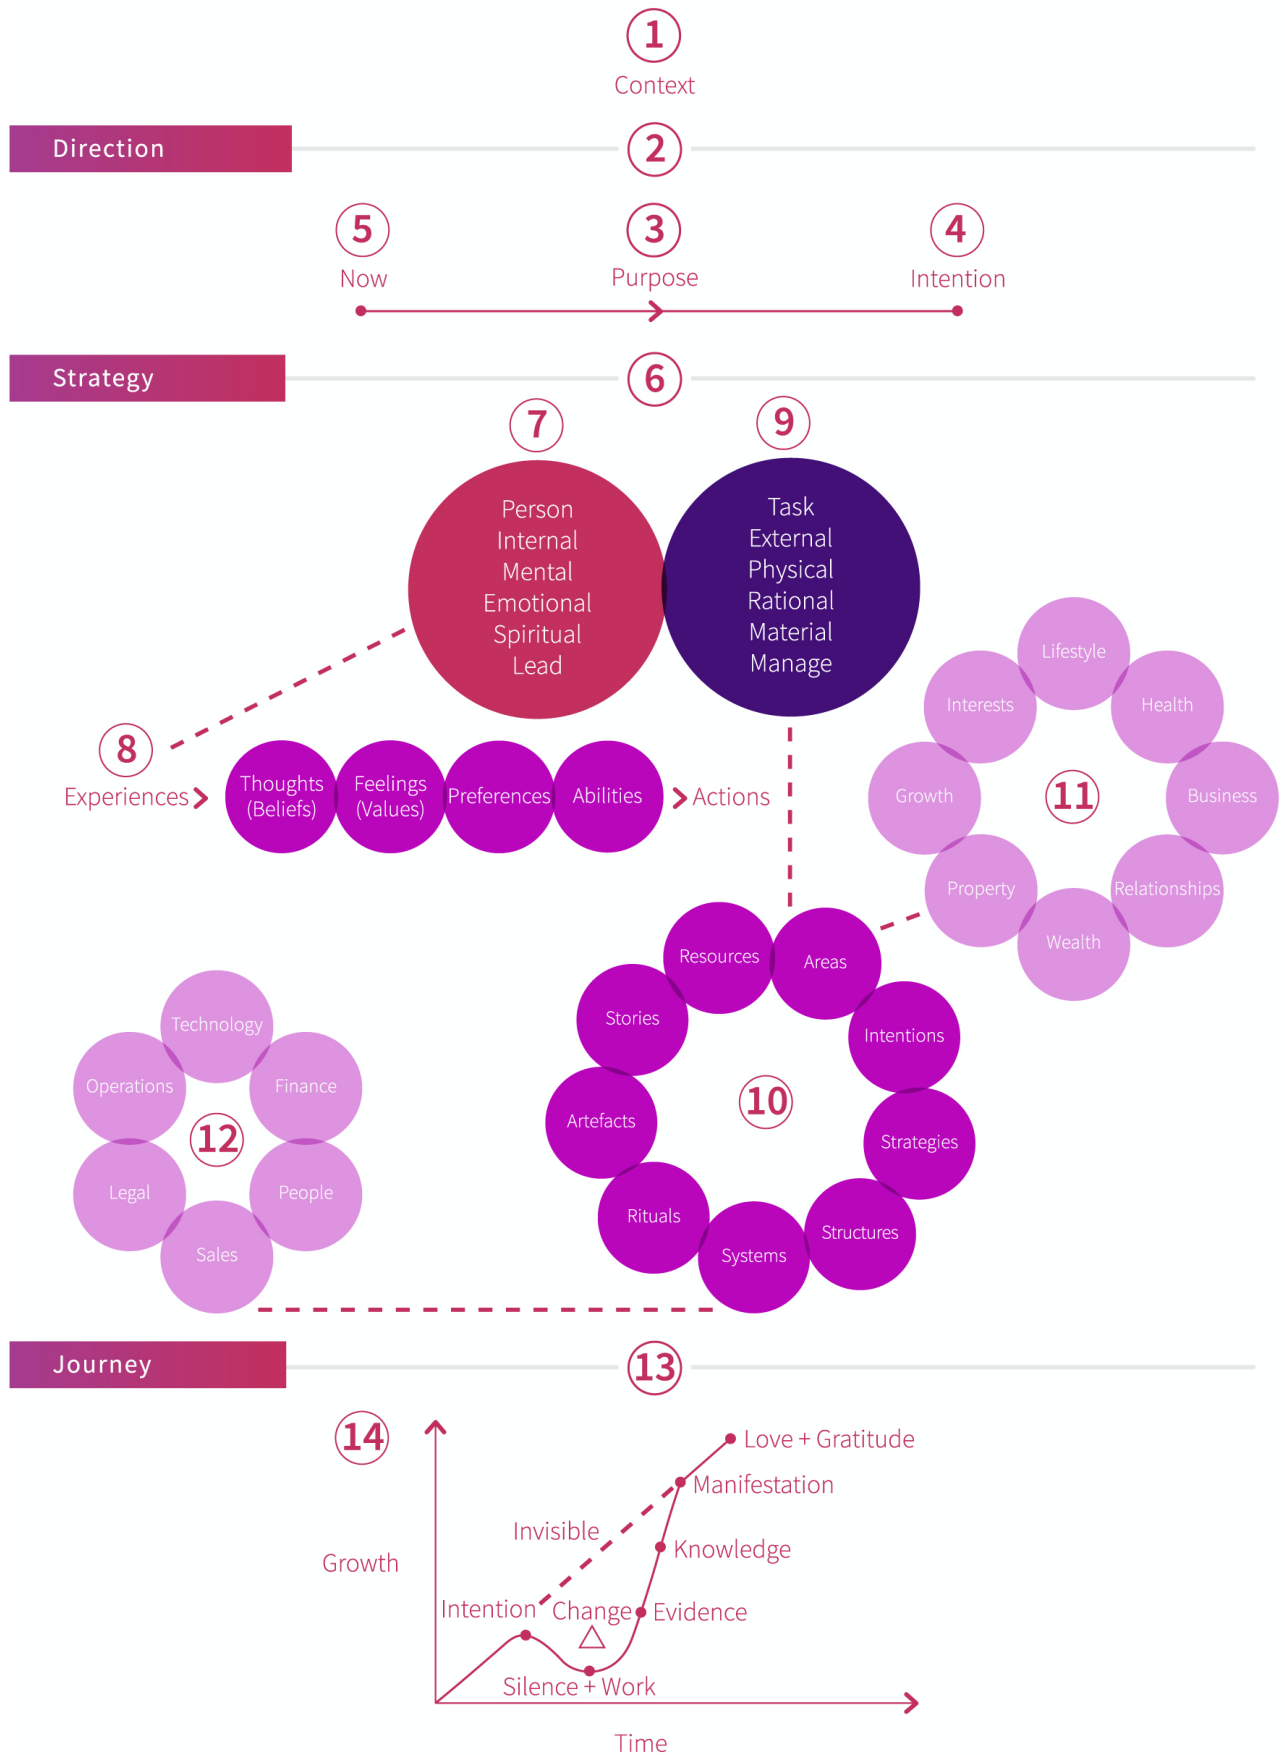 1
Context
Direction
2
5
3
4
Now
Purpose
Intention
Strategy
6
7
9
Person
Internal
Mental
Emotional
Spiritual
Lead
Task
External
Physical
Rational
Material
Manage
8
Experiences
Thoughts
(Beliefs)
Feelings
(Values)
Preferences
Abilities
Actions
11
Lifestyle
Health
Business
Relationships
Wealth
Property
Growth
Interests
10
Areas
Intentions
Strategies
Structures
Systems
Rituals
Artefacts
Stories
Resources
12
Technology
Finance
People
Sales
Legal
Operations
Journey
13
14
Love + Gratitude
Manifestation
Invisible
Knowledge
Growth
Intention
Change
Evidence
Silence + Work
Time